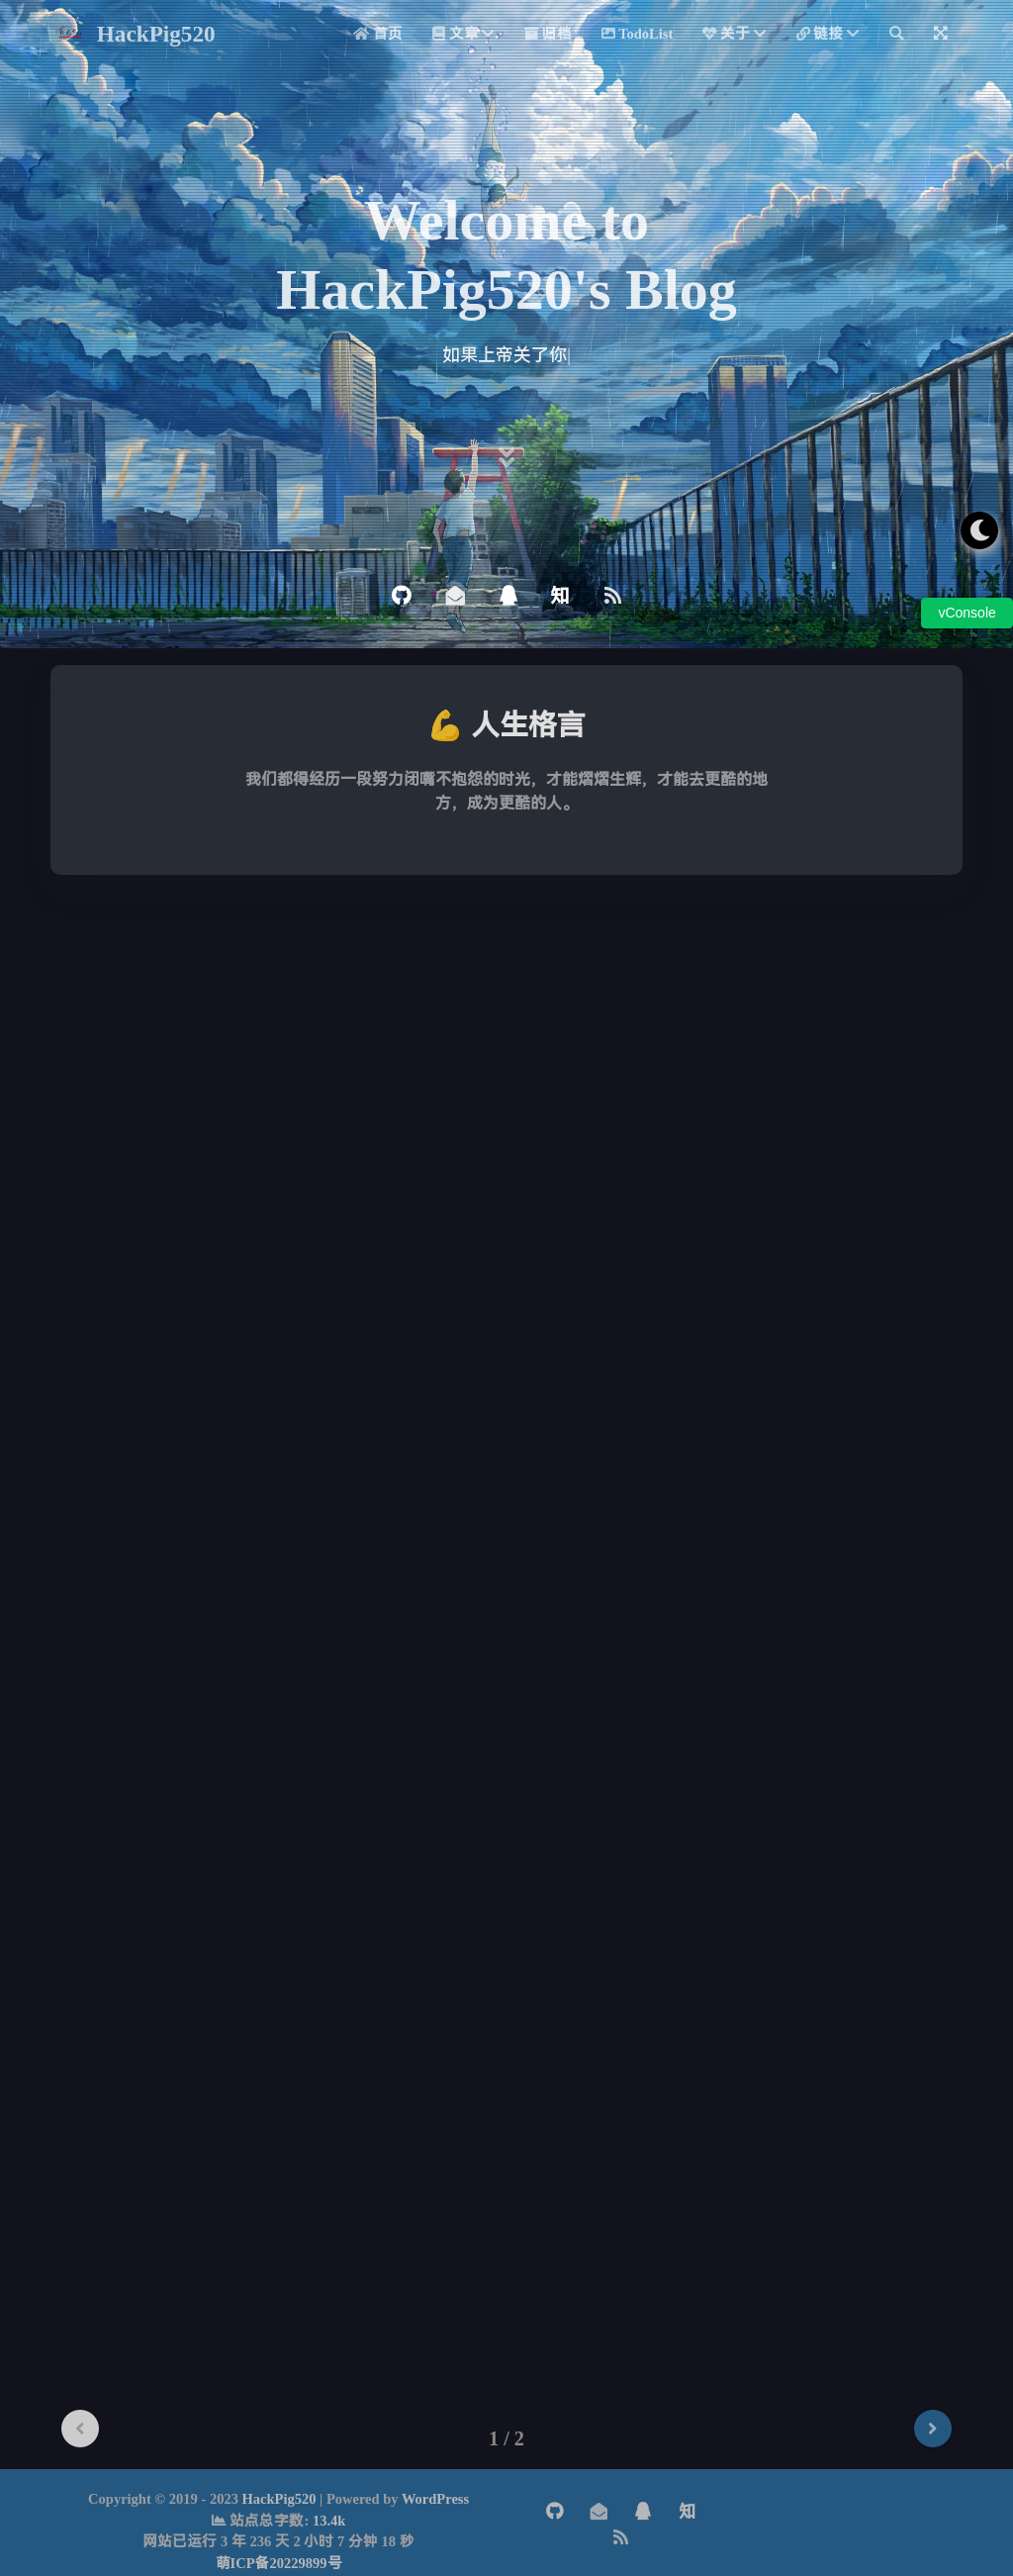 HackPig520
首页 文章 归档 TodoList 关于 链接
Welcome to
HackPig520's Blog
如果上帝关了你|
知
vConsole
💪 人生格言
我们都得经历一段努力闭嘴不抱怨的时光，才能熠熠生辉，才能去更酷的地
方，成为更酷的人。
1 / 2
Copyright © 2019 - 2023 HackPig520 | Powered by WordPress
站点总字数: 13.4k
网站已运行 3 年 236 天 2 小时 7 分钟 18 秒
萌ICP备20229899号
知